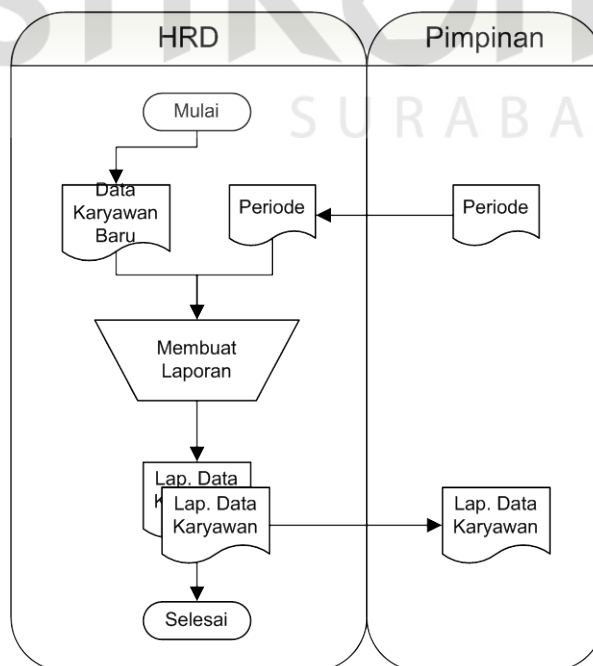 HRD
Pimpinan
SURABA
Mulai
Data
Karyawan
Baru
Periode
Periode
Membuat
Laporan
Lap. Data
K
Lap. Data
Karyawan
Lap. Data
Karyawan
Selesai